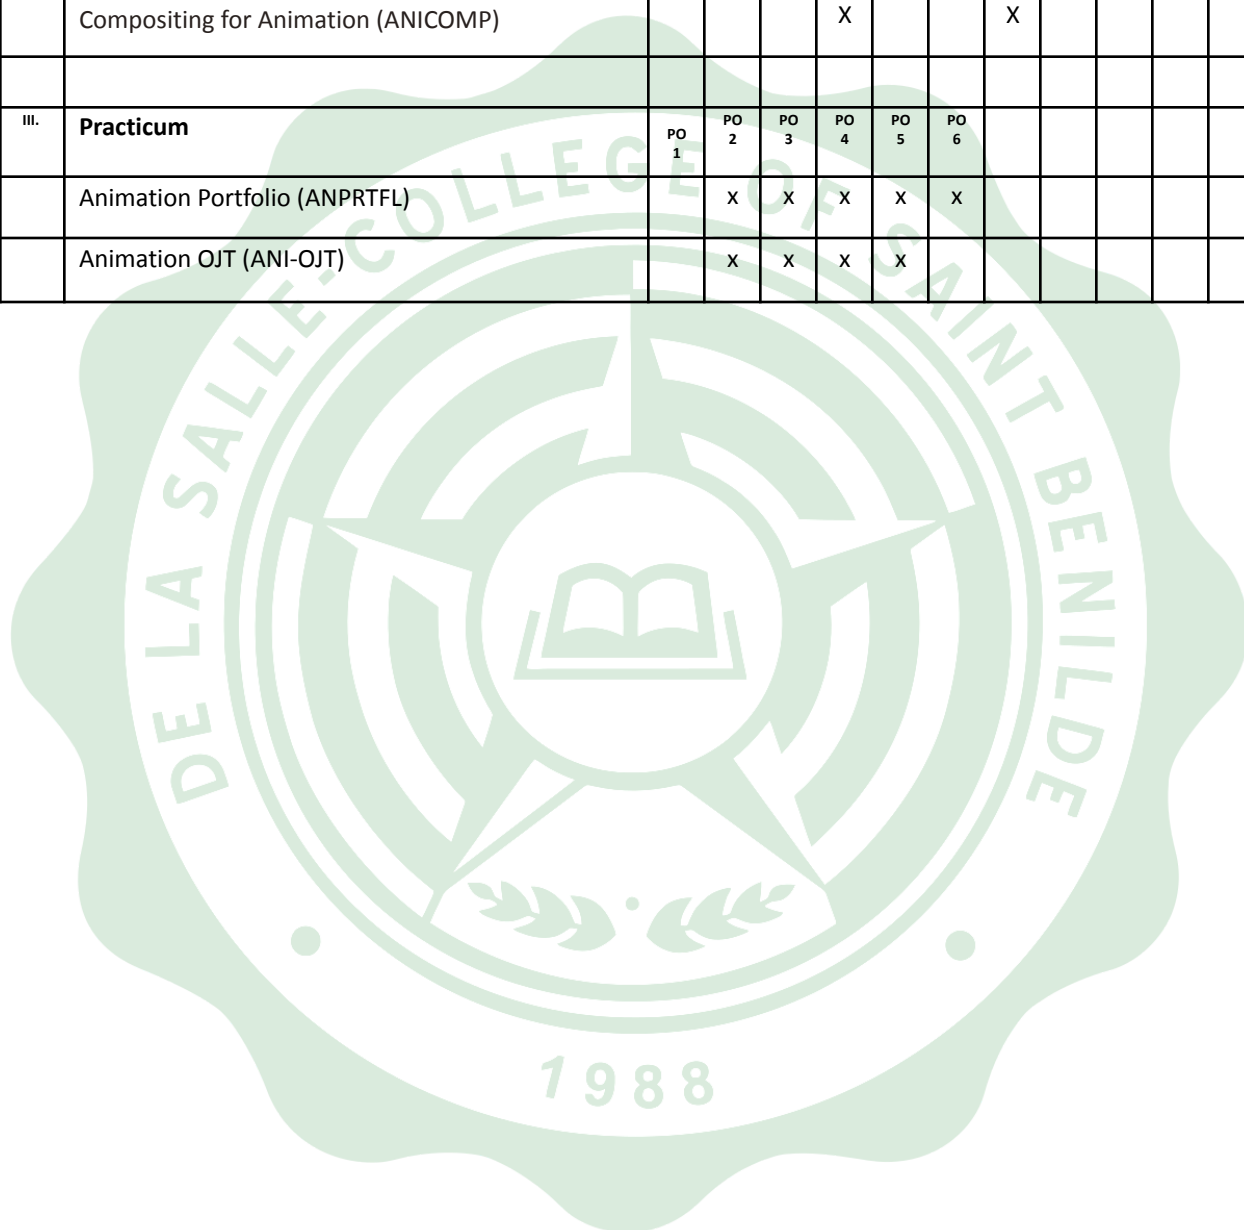 Compositing for Animation (ANICOMP) X X
III. Practicum PO 1 PO 2 PO 3 PO 4 PO 5 PO 6
Animation Portfolio (ANPRTFL) X X X X X
Animation OJT (ANI-OJT) X X X X
DE LA SALLE-COLLEGE OF SAINT BENILDE
1988